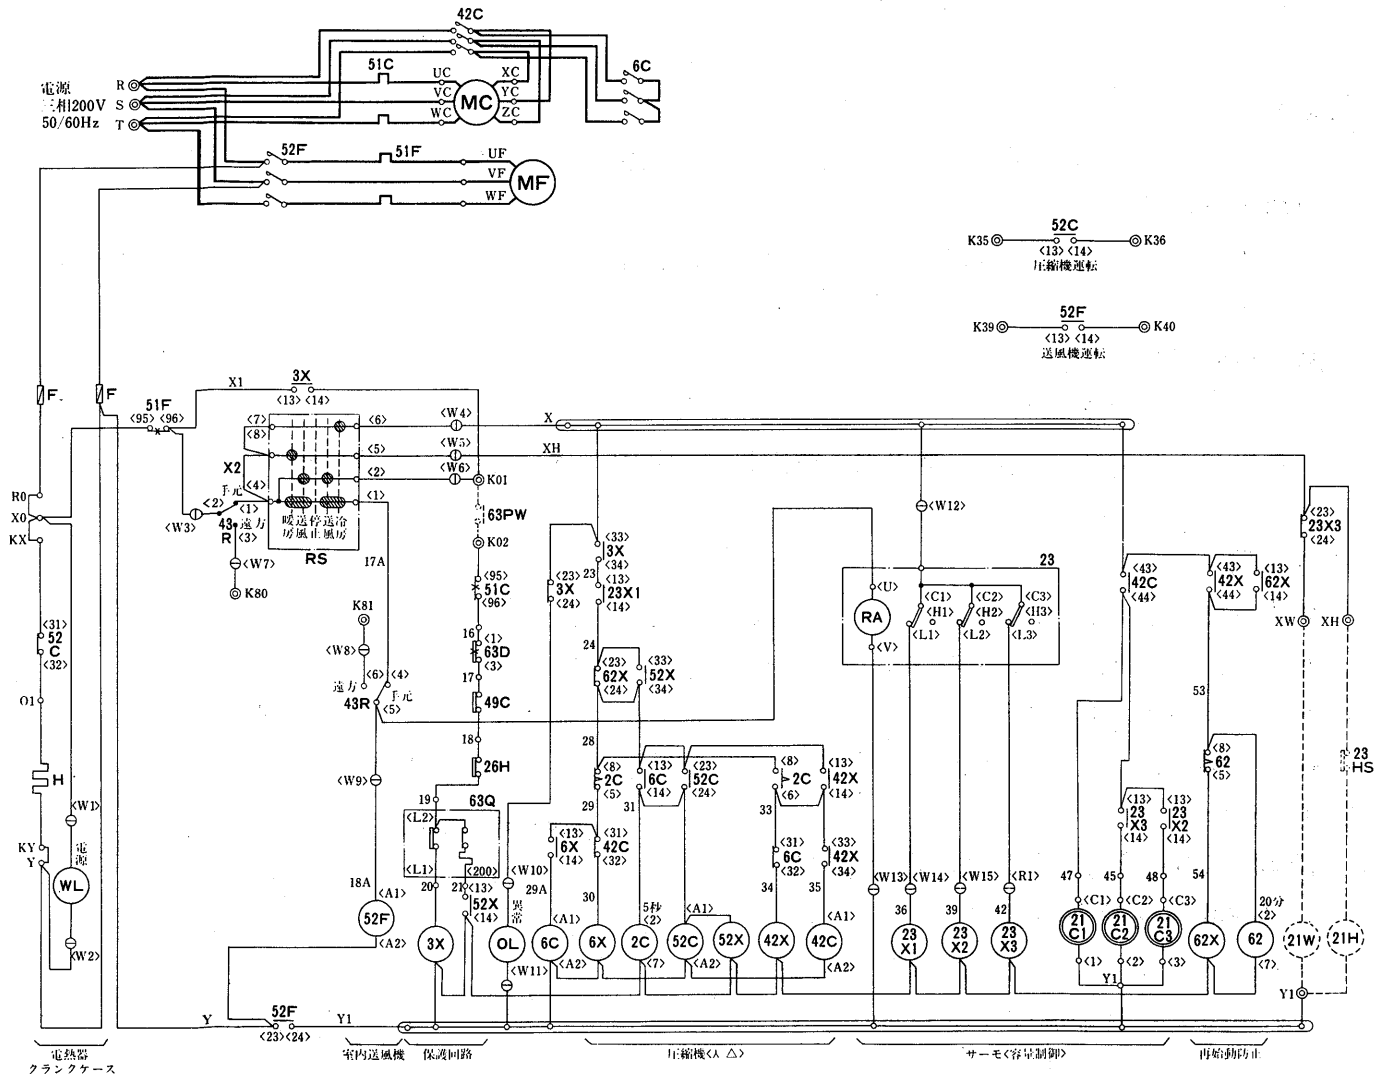 42C
51C
6C
電源
三相200V
50/60Hz
R
S
T
UC
VC
WC
MC
XC
YC
ZC
52F
51F
UF
VF
WF
MF
52C
K35
K36
<13> <14>
圧縮機運転
52F
K39
K40
<13> <14>
送風機運転
F
F
X1
3X
<13> <14>
51F
<95> <96>
<7>
<8>
<6>
<W4>
X
<5>
<W5>
XH
X2
<2>
<W6>
K01
<4>
<1>
R0
X0
KX
手元
<2>
<1>
<W3>
43
R
遠方
<3>
暖房
送風
停止
送風
冷房
RS
63PW
K02
<W7>
K80
17A
<W12>
<23>
23X3
<24>
<33>
3X
<34>
23
<13>
23X1
<14>
<23>
3X
<24>
<95>
51C
<96>
23
<U>
RA
<V>
<C1>
<H1>
<L1>
<C2>
<H2>
<L2>
<C3>
<H3>
<L3>
<43>
42C
<44>
<43>
42X
<44>
<13>
62X
<14>
<31>
52
C
<32>
K81
<W8>
<6>
<4>
遠方
手元
43R
<5>
16
<1>
63D
<3>
17
49C
18
26H
24
<23>
62X
<24>
<33>
52X
<34>
XW
XH
53
O1
H
<W1>
<W9>
28
<8>
2C
<5>
<13>
6C
<14>
<23>
52C
<24>
<8>
2C
<6>
<13>
42X
<14>
<8>
62
<5>
23
HS
19
63Q
<L2>
<L1>
<200>
29
31
33
<13>
6X
<14>
<31>
42C
<32>
<31>
6C
<32>
<33>
42X
<34>
<13>
23
X3
<14>
<13>
23
X2
<14>
KY
Y
電源
WL
<W2>
18A
<A1>
52F
<A2>
20
21
<13>
52X
<14>
<W10>
29A
異常
30
34
35
<W13>
<W14>
<W15>
<R1>
36
39
42
47
45
48
54
20分
<2>
5秒
<2>
<A1>
<A1>
<A1>
<C1>
<C2>
<C3>
3X
OL
6C
6X
2C
52C
52X
42X
42C
23
X1
23
X2
23
X3
21
C1
21
C2
21
C3
62X
62
21W
21H
<W11>
<A2>
<7>
<A2>
<A2>
<1>
<2>
<3>
<7>
Y1
Y1
Y
52F
<23> <24>
Y1
電熱器
クランクケース
室内送風機
保護回路
圧縮機<人 △>
サーモ<容量制御>
再始動防止